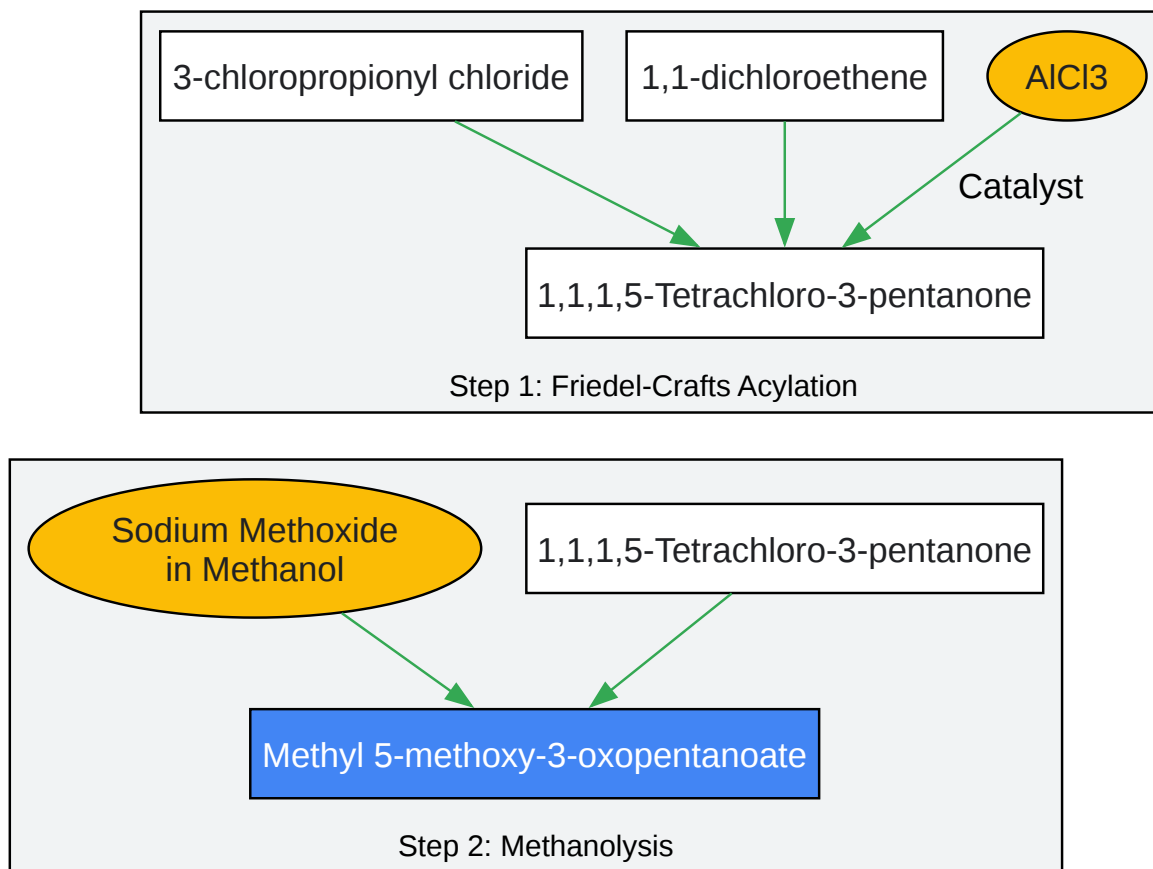 3-chloropropionyl chloride
1,1-dichloroethene
AlCl3
Catalyst
1,1,1,5-Tetrachloro-3-pentanone
Step 1: Friedel-Crafts Acylation
Sodium Methoxide
in Methanol
1,1,1,5-Tetrachloro-3-pentanone
Methyl 5-methoxy-3-oxopentanoate
Step 2: Methanolysis